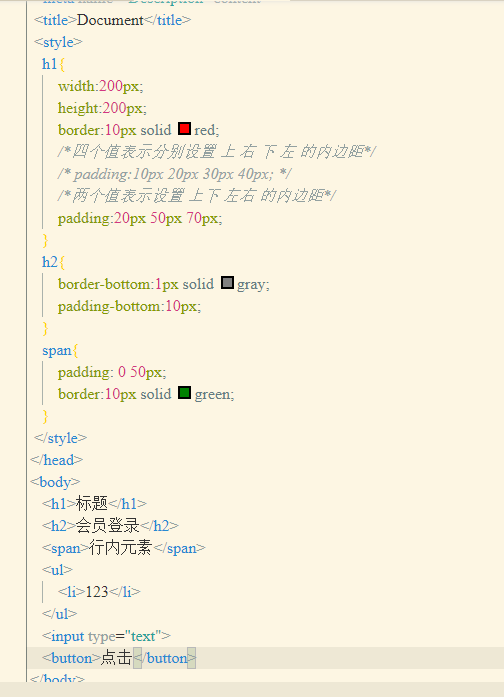 <title>Document</title>
<style>
h1{
width:200px;
height:200px;
border:10px solid red;
/*四个值表示分别设置 上 右 下 左 的内边距*/
/* padding:10px 20px 30px 40px; */
/*两个值表示设置 上下 左右 的内边距*/
padding:20px 50px 70px;
}
h2{
border-bottom:1px solid gray;
padding-bottom:10px;
}
span{
padding: 0 50px;
border:10px solid green;
}
</style>
</head>
<body>
<h1>标题</h1>
<h2>会员登录</h2>
<span>行内元素</span>
<ul>
<li>123</li>
</ul>
<input type="text">
<button>点击</button>
</body>